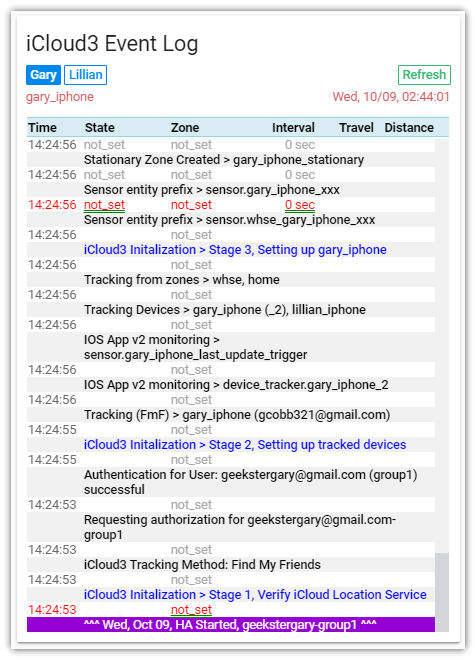 iCloud3 Event Log
Gary Lillian Refresh
gary_iphone Wed, 10/09, 02:44:01
Time State Zone Interval Travel Distance
14:24:56 not_set not_set 0 sec
Stationary Zone Created > gary_iphone_stationary
14:24:56 not_set not_set 0 sec
Sensor entity prefix > sensor.gary_iphone_xxx
14:24:56 not_set not_set 0 sec
Sensor entity prefix > sensor.whse_gary_iphone_xxx
14:24:56 not_set
iCloud3 Initalization > Stage 3, Setting up gary_iphone
14:24:56 not_set
Tracking from zones > whse, home
14:24:56 not_set
Tracking Devices > gary_iphone (_2), lillian_iphone
14:24:56 not_set
IOS App v2 monitoring >
sensor.gary_iphone_last_update_trigger
14:24:56 not_set
IOS App v2 monitoring > device_tracker.gary_iphone_2
14:24:56 not_set
Tracking (FmF) > gary_iphone (gcobb321@gmail.com)
14:24:55 not_set
iCloud3 Initalization > Stage 2, Setting up tracked devices
14:24:55 not_set
Authentication for User: geekstergary@gmail.com (group1)
successful
14:24:53 not_set
Requesting authorization for geekstergary@gmail.com-
group1
14:24:53 not_set
iCloud3 Tracking Method: Find My Friends
14:24:53 not_set
iCloud3 Initalization > Stage 1, Verify iCloud Location Service
14:24:53 not_set
^^^ Wed, Oct 09, HA Started, geekstergary-group1 ^^^